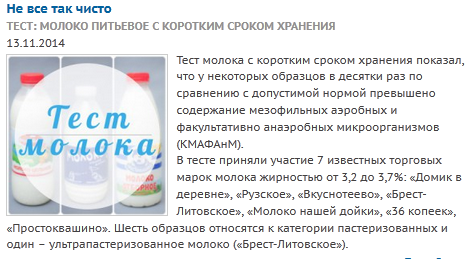 Не все так чисто
ТЕСТ: МОЛОКО ПИТЬЕВОЕ С КОРОТКИМ СРОКОМ ХРАНЕНИЯ
13.11.2014
Тест
молока
Тест молока с коротким сроком хранения показал,
что у некоторых образцов в десятки раз по
сравнению с допустимой нормой превышено
содержание мезофильных аэробных и
факультативно анаэробных микроорганизмов
(КМАФАнМ).
В тесте приняли участие 7 известных торговых
марок молока жирностью от 3,2 до 3,7%: «Домик в
деревне», «Рузское», «Вкуснотеево», «Брест-
Литовское», «Молоко нашей дойки», «36 копеек»,
«Простоквашино». Шесть образцов относятся к категории пастеризованных и
один – ультрапастеризованное молоко («Брест-Литовское»).